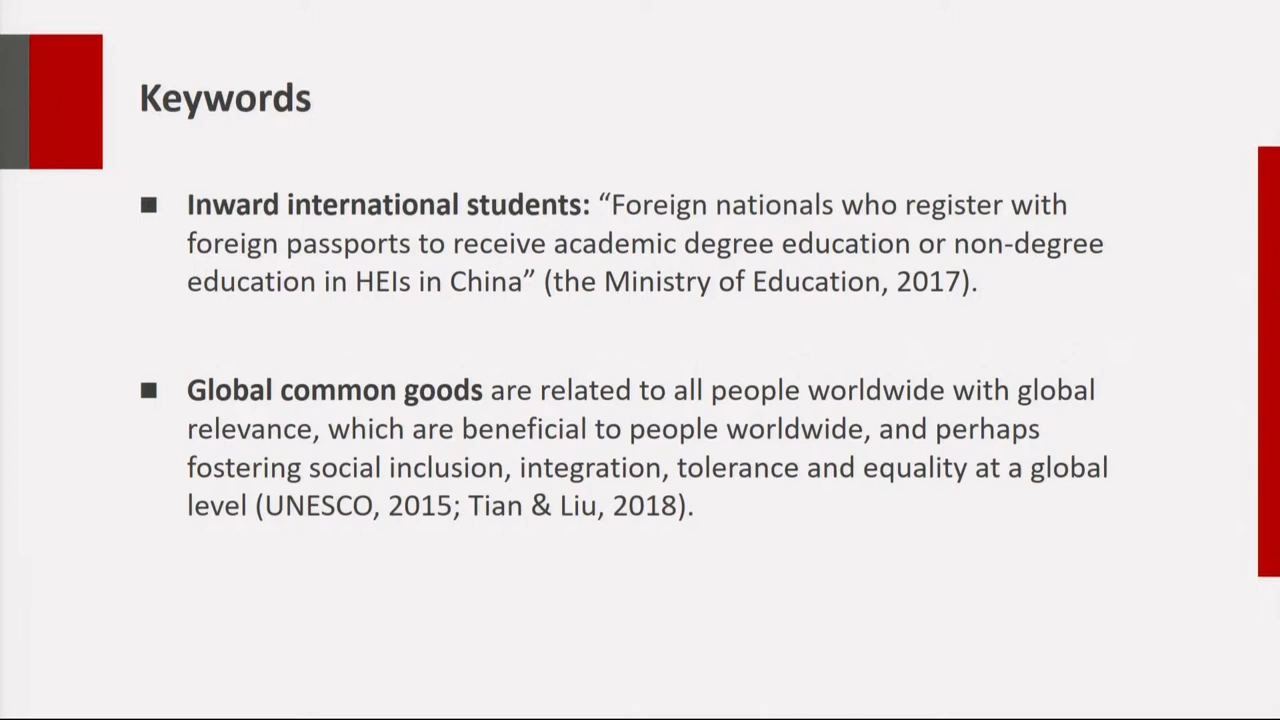 Keywords
■ Inward international students: “Foreign nationals who register with
foreign passports to receive academic degree education or non-degree
education in HEIs in China” (the Ministry of Education, 2017).
■ Global common goods are related to all people worldwide with global
relevance, which are beneficial to people worldwide, and perhaps
fostering social inclusion, integration, tolerance and equality at a global
level (UNESCO, 2015; Tian & Liu, 2018).